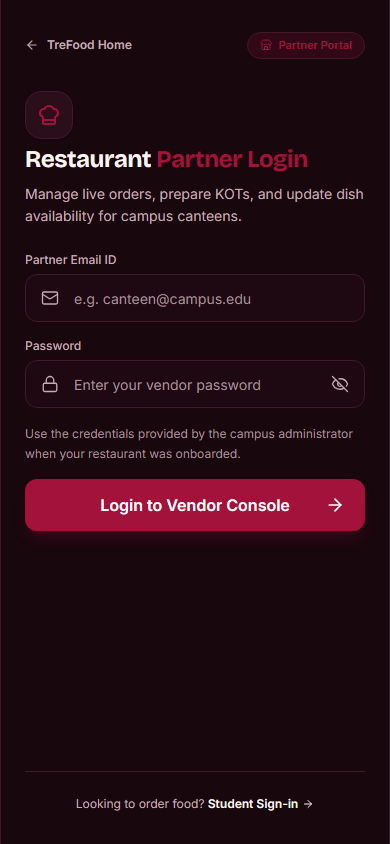 TreFood Home
Partner Portal
Restaurant Partner Login
Manage live orders, prepare KOTs, and update dish
availability for campus canteens.
Partner Email ID
e.g. canteen@campus.edu
Password
Enter your vendor password
Use the credentials provided by the campus administrator
when your restaurant was onboarded.
Login to Vendor Console
Looking to order food? Student Sign-in